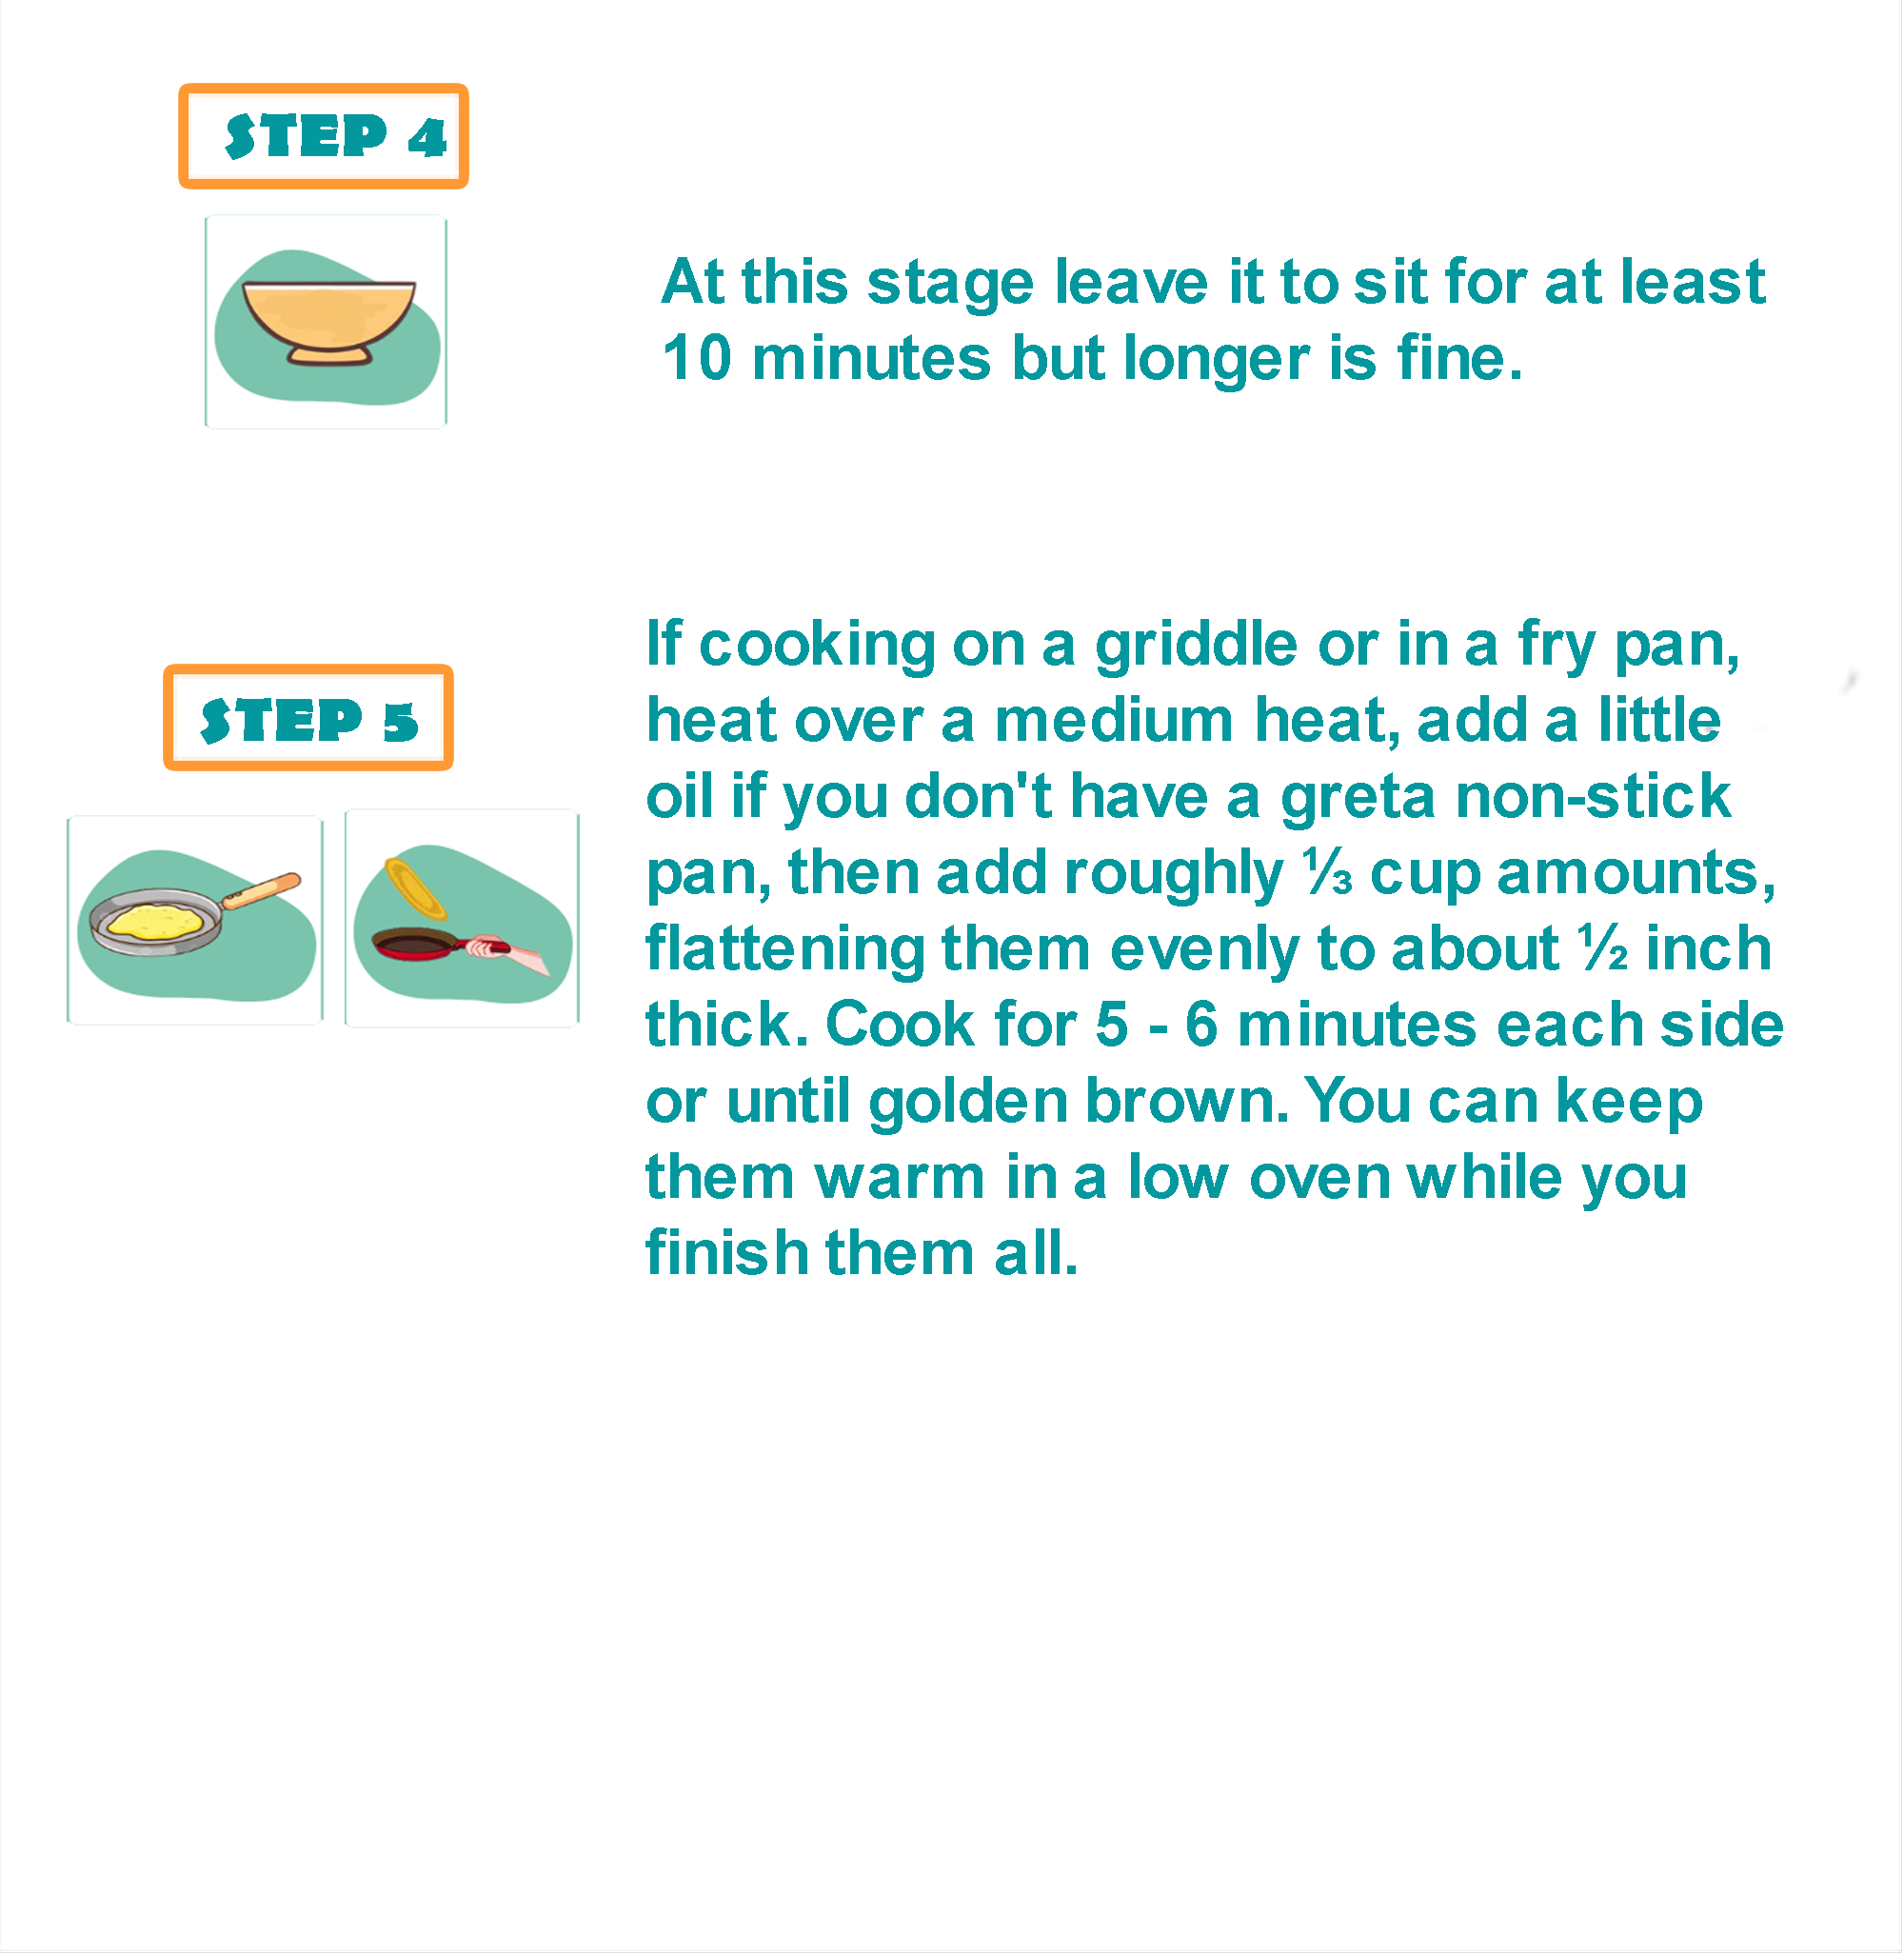 STEP 4
At this stage leave it to sit for at least
10 minutes but longer is fine.
STEP 5
If cooking on a griddle or in a fry pan,
heat over a medium heat, add a little
oil if you don't have a greta non-stick
pan, then add roughly ⅓ cup amounts,
flattening them evenly to about ½ inch
thick. Cook for 5 - 6 minutes each side
or until golden brown. You can keep
them warm in a low oven while you
finish them all.